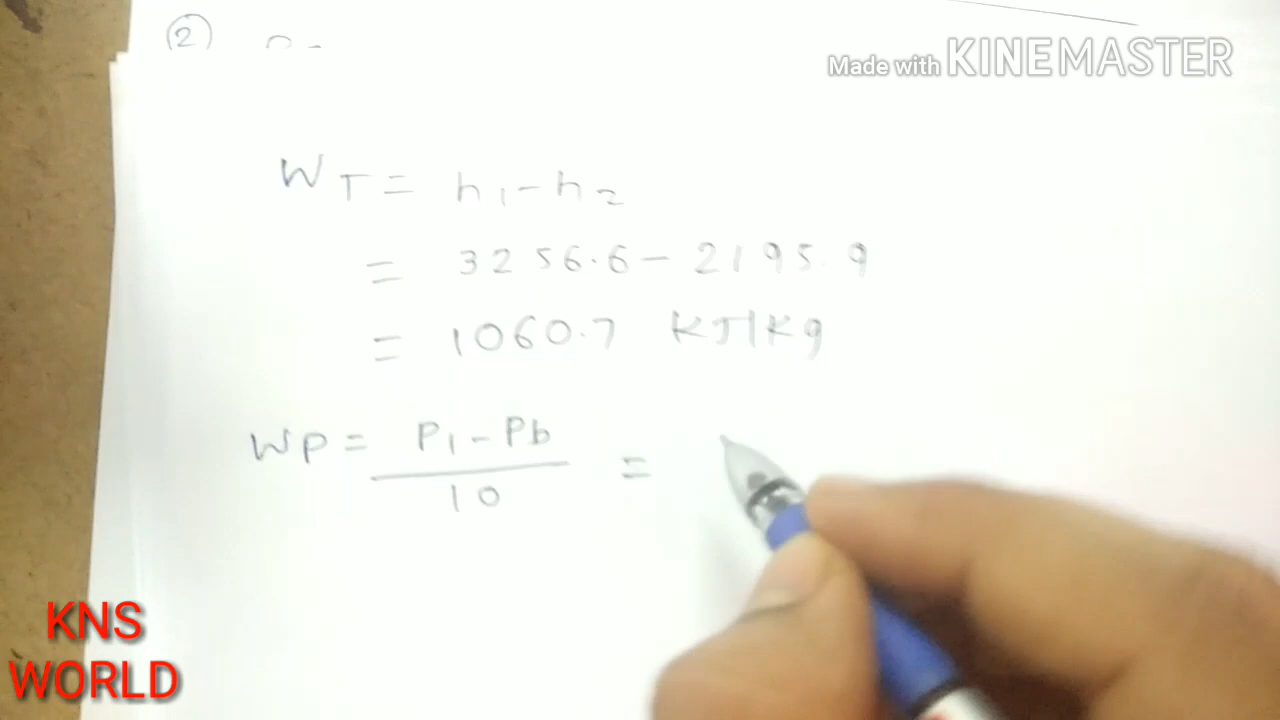 ②
Made with KINEMASTER
WT = h1 - h2
= 3256.6 - 2195.9
= 1060.7 KJ/Kg
WP = P1 - Pb =
10
KNS
WORLD